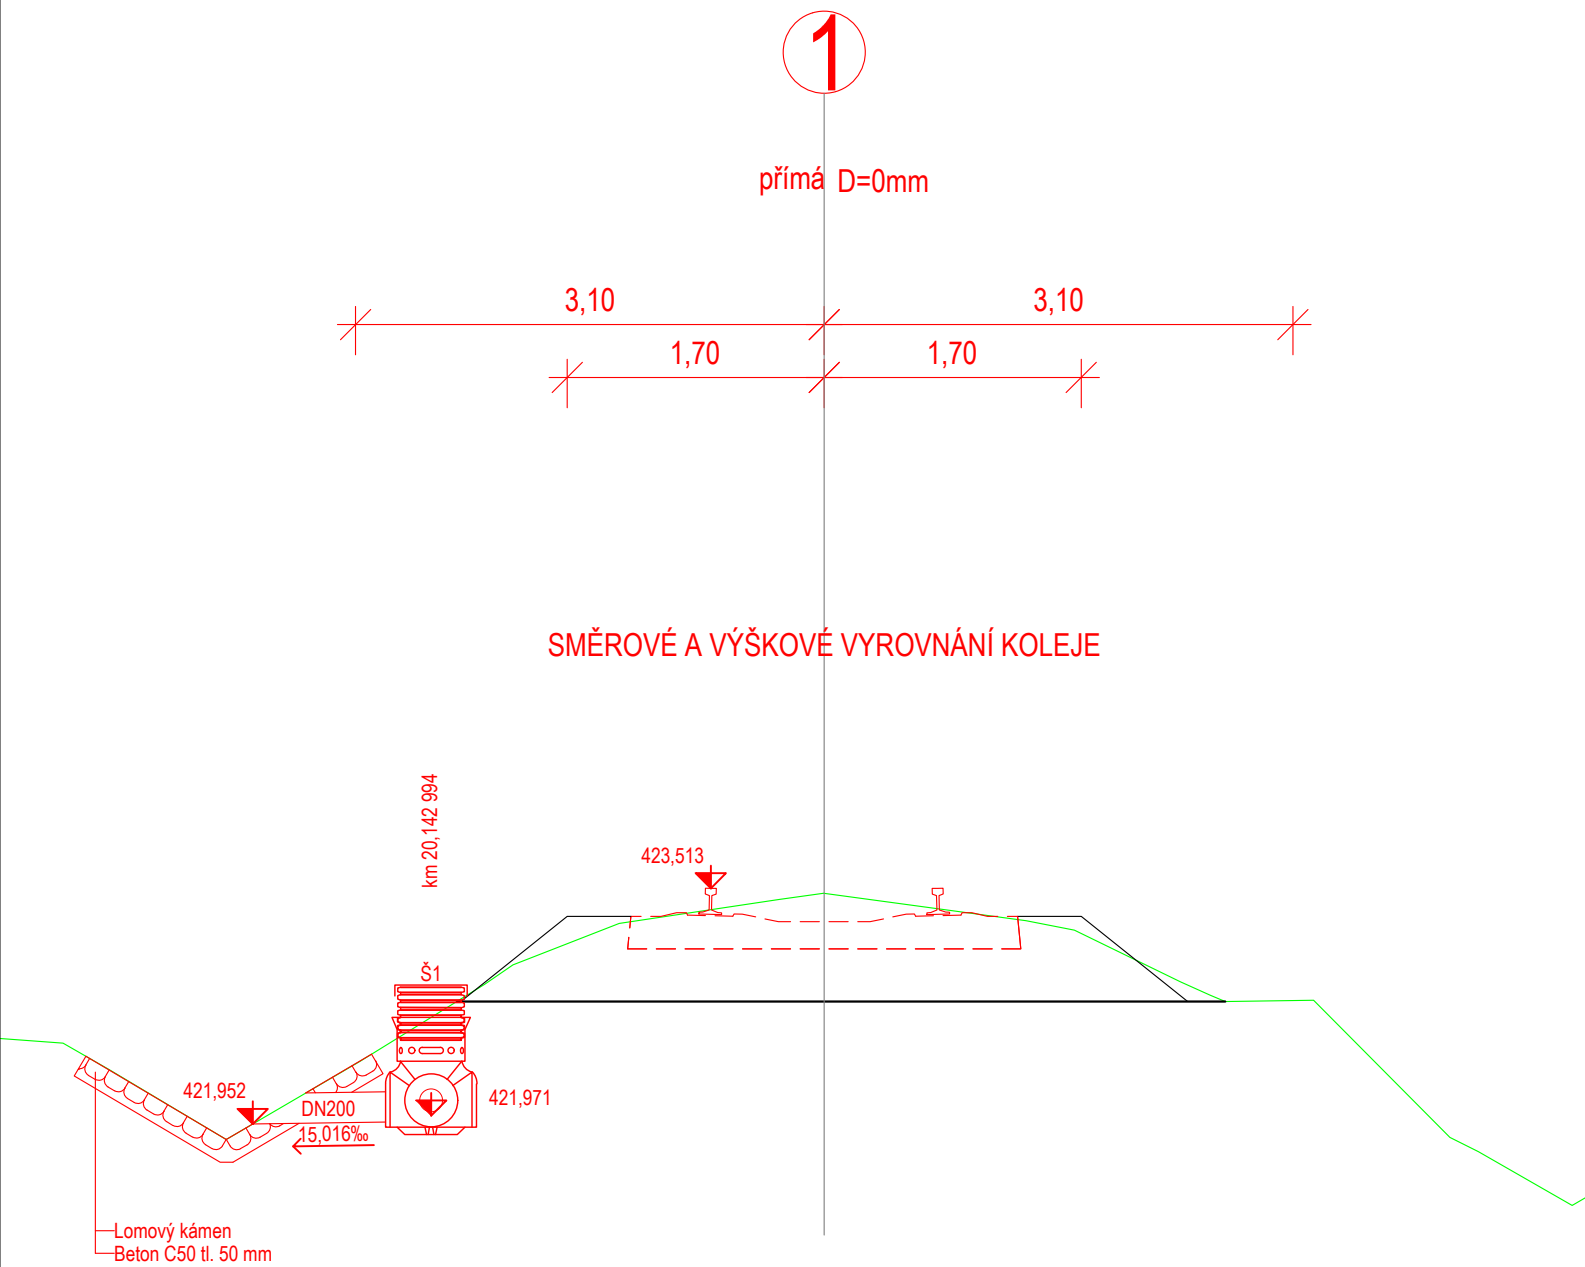 1
přímá D=0mm
3,10 3,10
1,70 1,70
SMĚROVÉ A VÝŠKOVÉ VYROVNÁNÍ KOLEJE
km 20,142 994
423,513
Š1
421,952
DN200
421,971
15,016‰
Lomový kámen
Beton C50 tl. 50 mm